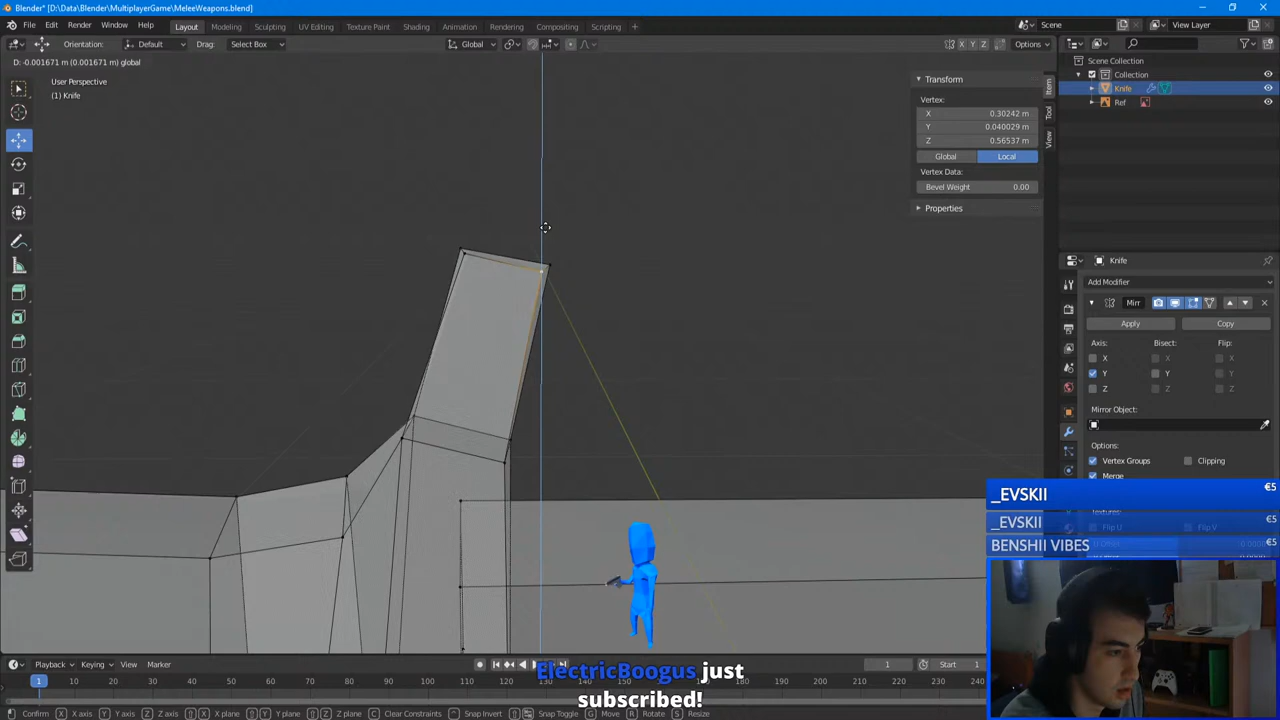 Blender* [D:\Data\Blender\MultiplayerGame\MeleeWeapons.blend]
File Edit Render Window Help Layout Modeling Sculpting UV Editing Texture Paint Shading Animation Rendering Compositing Scripting + Scene View Layer
Orientation: Default Drag: Select Box Global X Y Z Options
D: -0.001671 m (0.001671 m) global
User Perspective
(1) Knife
Transform
Vertex:
X 0.30242 m
Y 0.040029 m
Z 0.56537 m
Global Local
Vertex Data:
Bevel Weight 0.00
Properties
Item
Tool
View
Scene Collection
Collection
Knife
Ref
Knife
Add Modifier
Mirr
Apply Copy
Axis: Bisect: Flip:
X X X
Y Y Y
Z Z Z
Mirror Object:
Options:
Vertex Groups Clipping
Merge
_EVSKII €5
_EVSKII €5
BENSHII VIBES €5
ElectricBoogus just
subscribed!
Playback Keying View Marker 1 Start 1
1 10 20 30 40 50 60 70 80 90 100 110 120 130 140 150 160 170 180 190 200 210 220
Confirm X X axis Y Y axis Z Z axis X X plane Y Y plane Z Z plane C Clear Constraints Snap Invert Snap Toggle G Move R Rotate S Resize